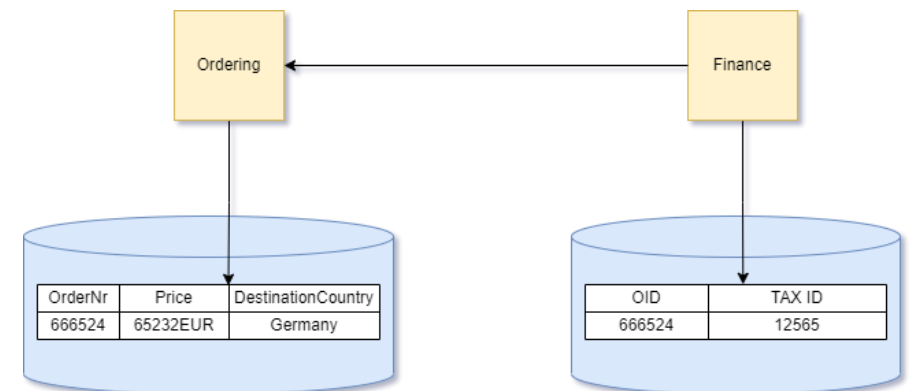 Ordering
Finance
OrderNr Price DestinationCountry
666524 65232EUR Germany
OID TAX ID
666524 12565